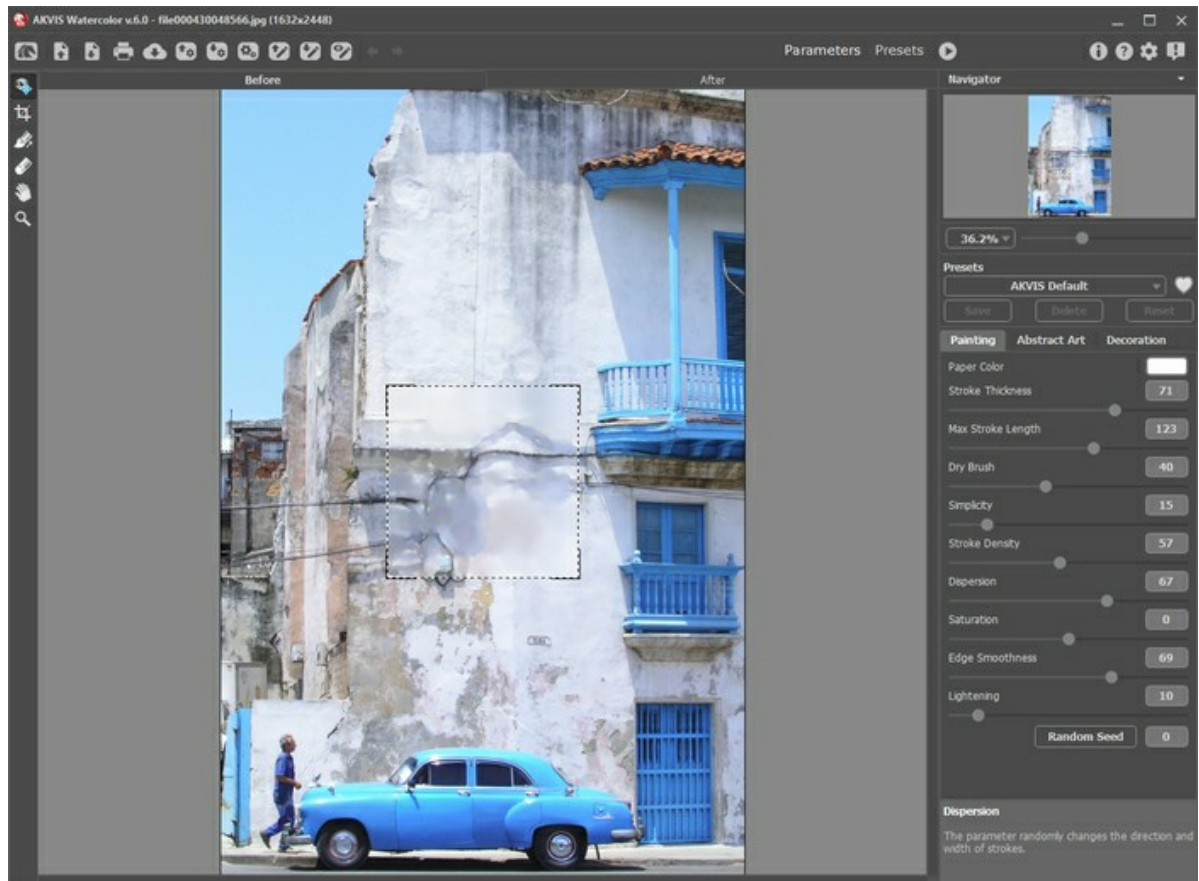 AKVIS Watercolor v.6.0 - file000430048566.jpg (1632x2448)
Parameters Presets
Before After
Navigator
36.2%
Presets
AKVIS Default
Save Delete Reset
Painting Abstract Art Decoration
Paper Color
Stroke Thickness 71
Max Stroke Length 123
Dry Brush 40
Simplicity 15
Stroke Density 57
Dispersion 67
Saturation 0
Edge Smoothness 69
Lightening 10
Random Seed 0
Dispersion
The parameter randomly changes the direction and
width of strokes.